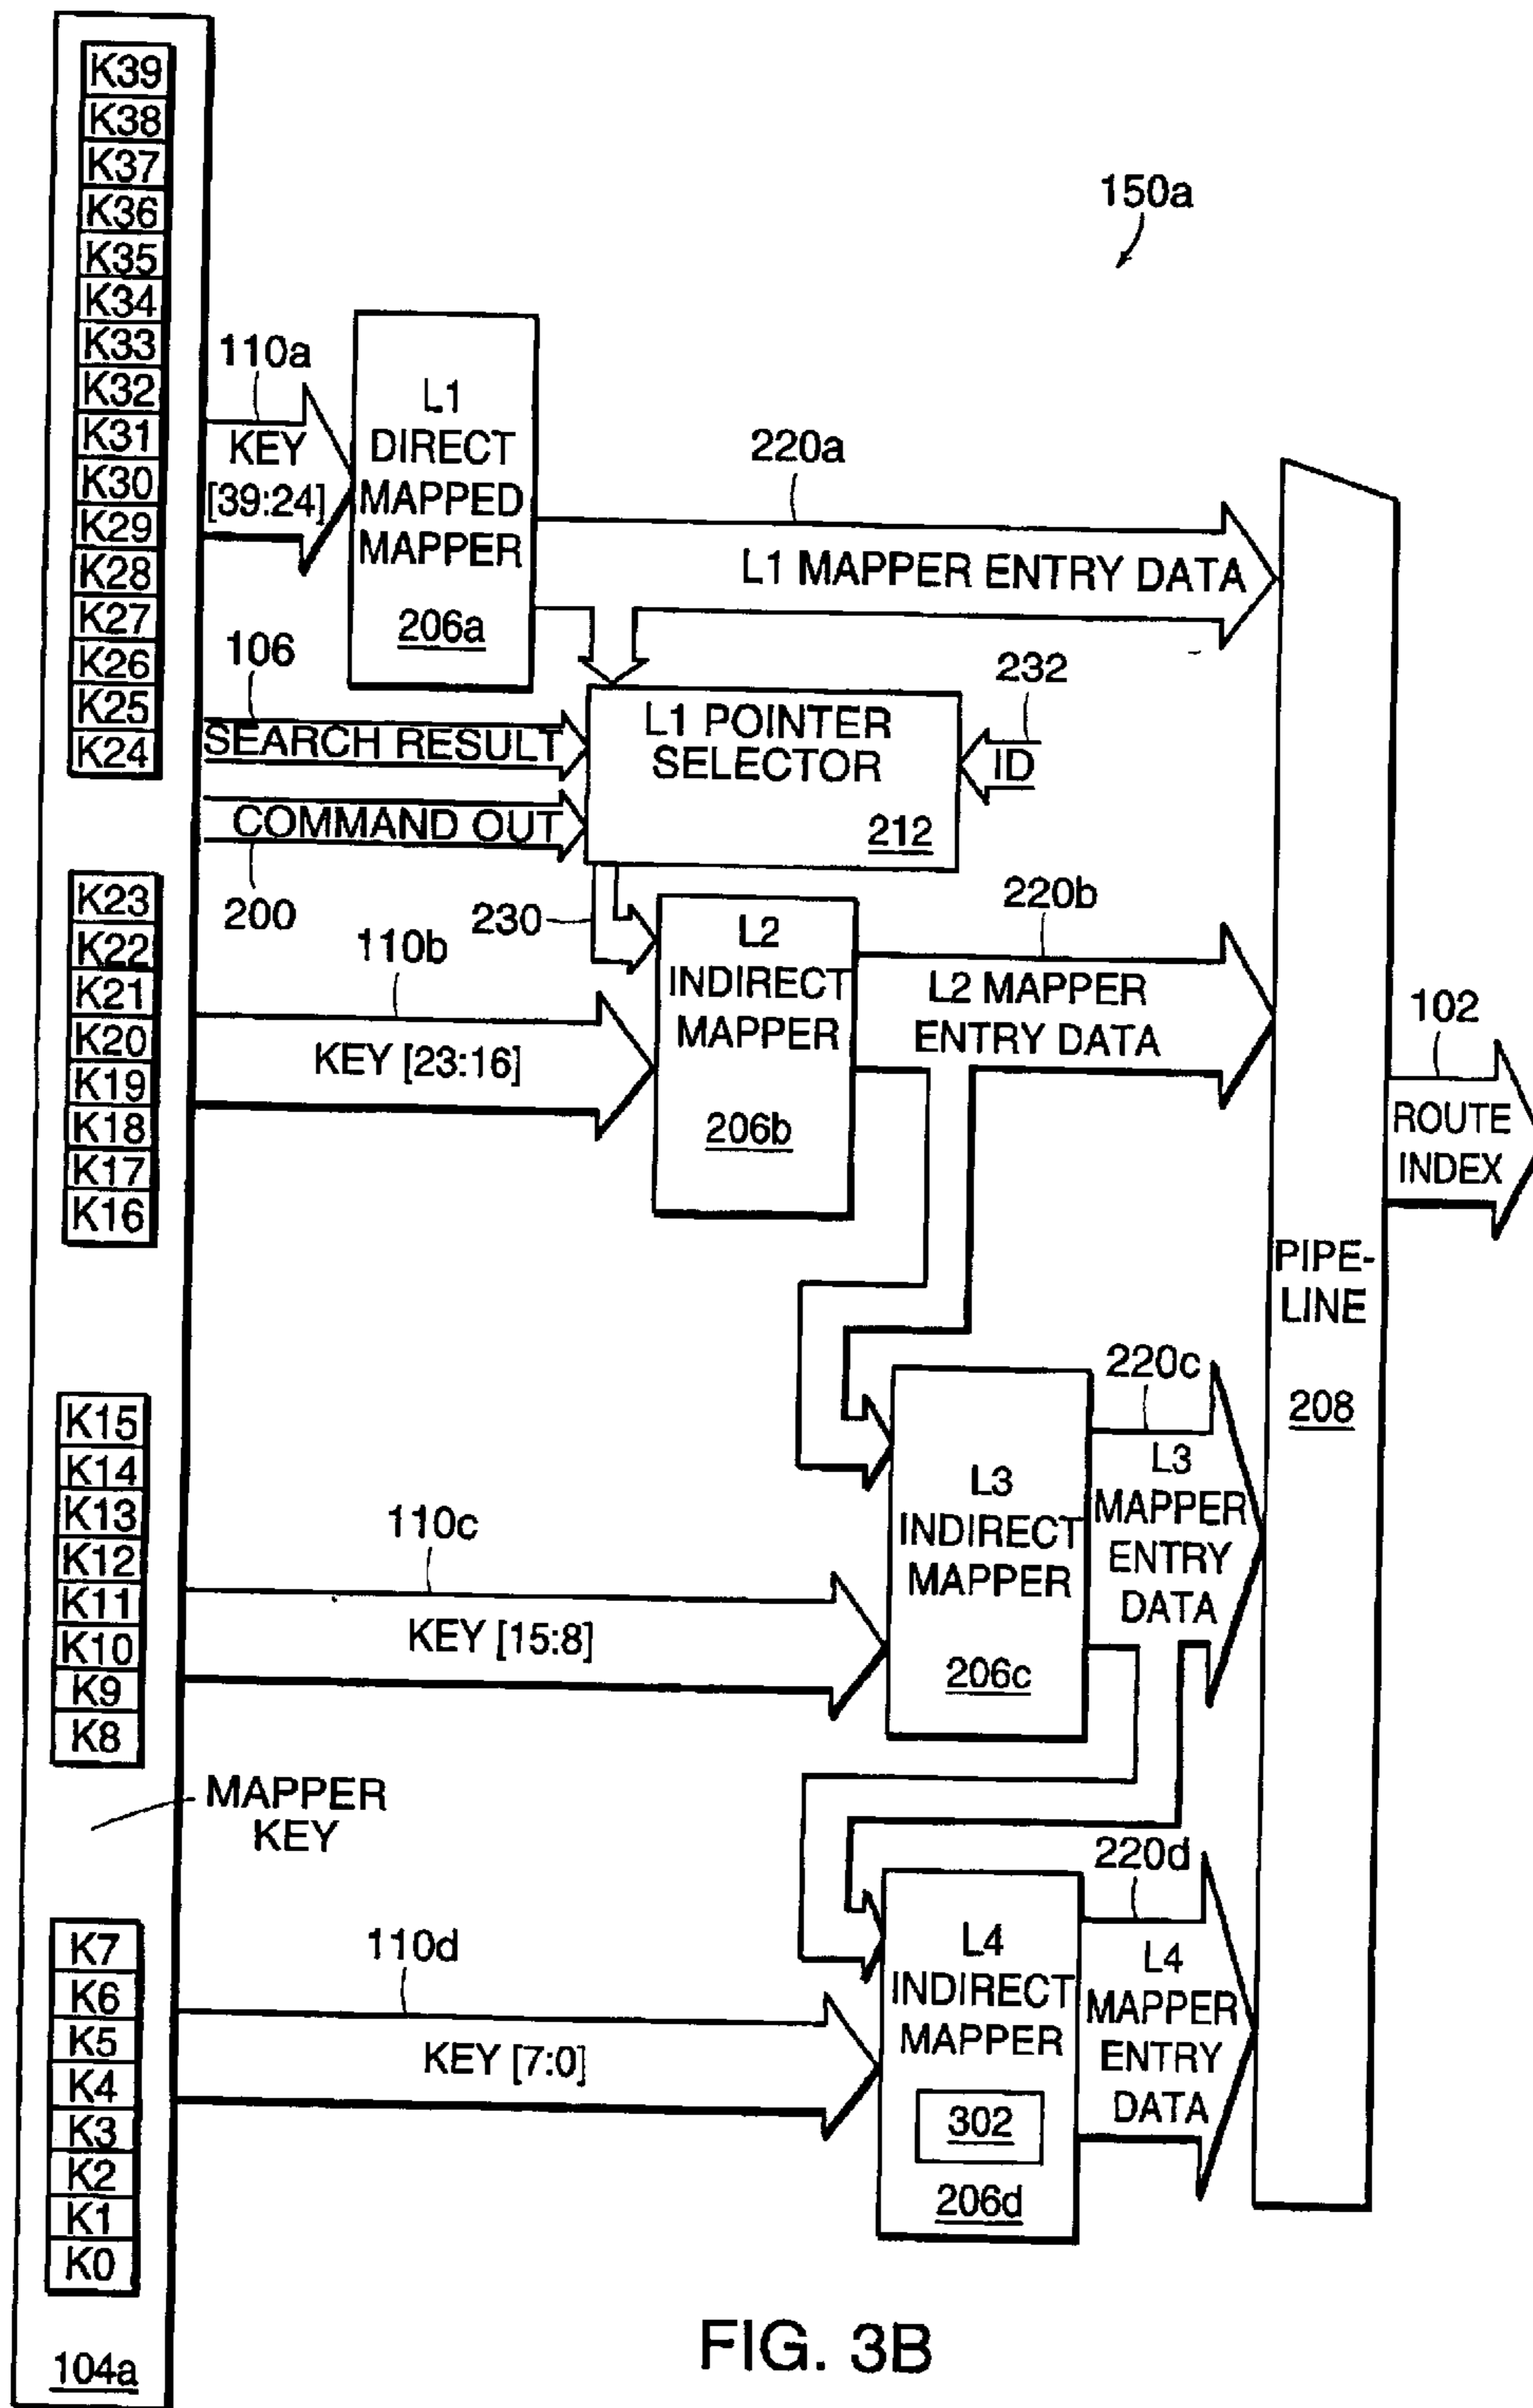 K39
K38
K37
K36
K35
K34
K33
K32
K31
K30
K29
K28
K27
K26
K25
K24
K23
K22
K21
K20
K19
K18
K17
K16
K15
K14
K13
K12
K11
K10
K9
K8
MAPPER
KEY
K7
K6
K5
K4
K3
K2
K1
K0
104a
150a
110a
KEY
[39:24]
L1
DIRECT
MAPPED
MAPPER
206a
220a
L1 MAPPER ENTRY DATA
106
SEARCH RESULT
COMMAND OUT
200
L1 POINTER
SELECTOR
212
232
ID
230
110b
KEY [23:16]
L2
INDIRECT
MAPPER
206b
220b
L2 MAPPER
ENTRY DATA
102
ROUTE
INDEX
PIPE-
LINE
208
110c
KEY [15:8]
L3
INDIRECT
MAPPER
206c
220c
L3
MAPPER
ENTRY
DATA
110d
KEY [7:0]
L4
INDIRECT
MAPPER
302
206d
220d
L4
MAPPER
ENTRY
DATA
FIG. 3B